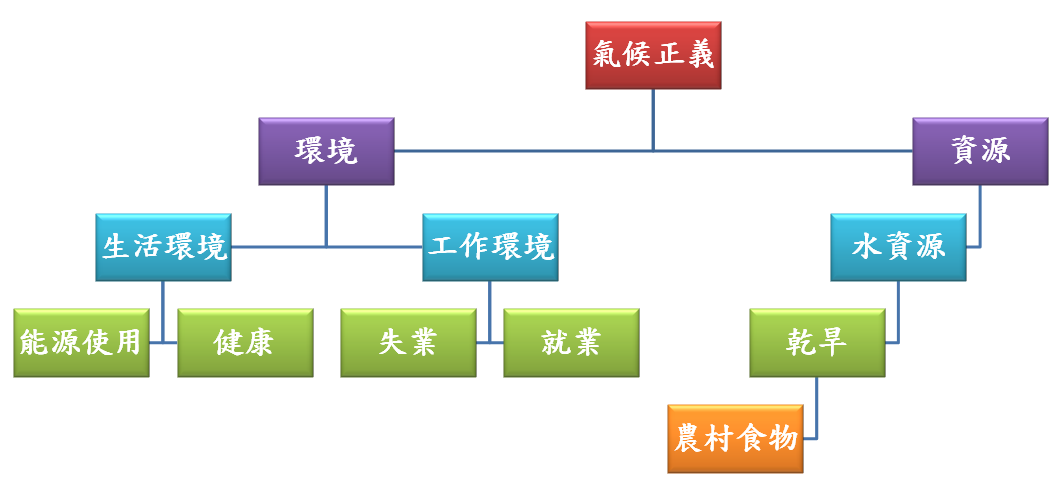 氣候正義
環境
資源
生活環境
工作環境
水資源
能源使用
健康
失業
就業
乾旱
農村食物